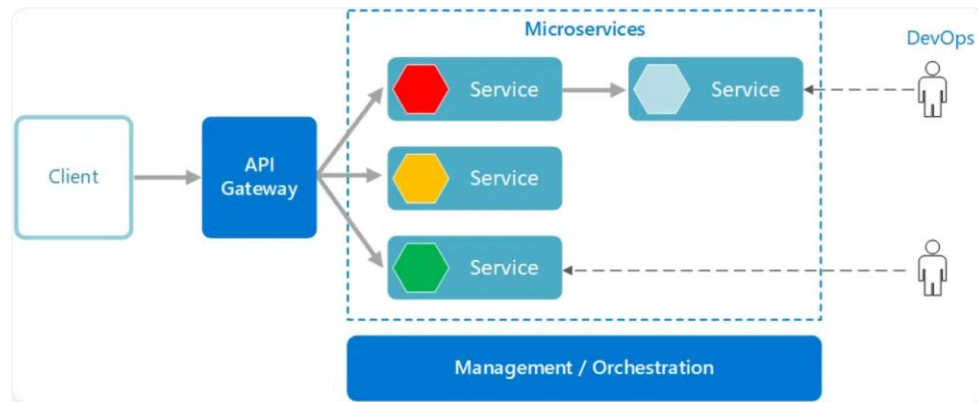 Microservices
DevOps
Service
Service
Client
API
Gateway
Service
Service
Management / Orchestration